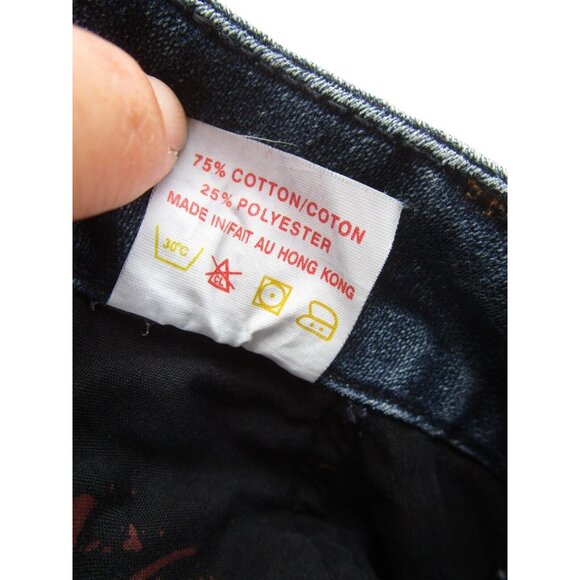 75% COTTON/COTON
25% POLYESTER
MADE IN/FAIT AU HONG KONG
30°C CL